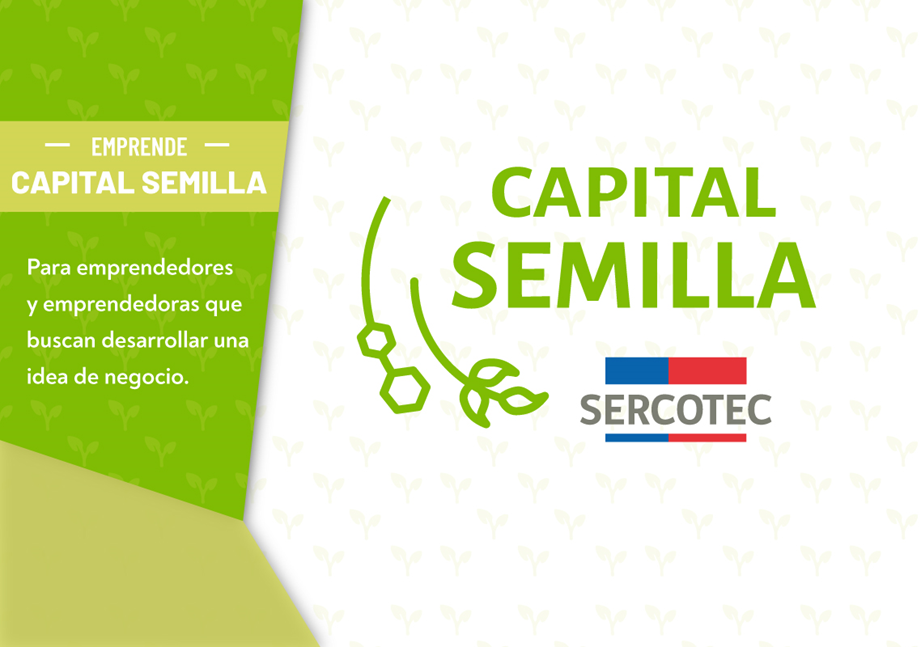 EMPRENDE
CAPITAL SEMILLA
Para emprendedores
y emprendedoras que
buscan desarrollar una
idea de negocio.
CAPITAL
SEMILLA
SERCOTEC